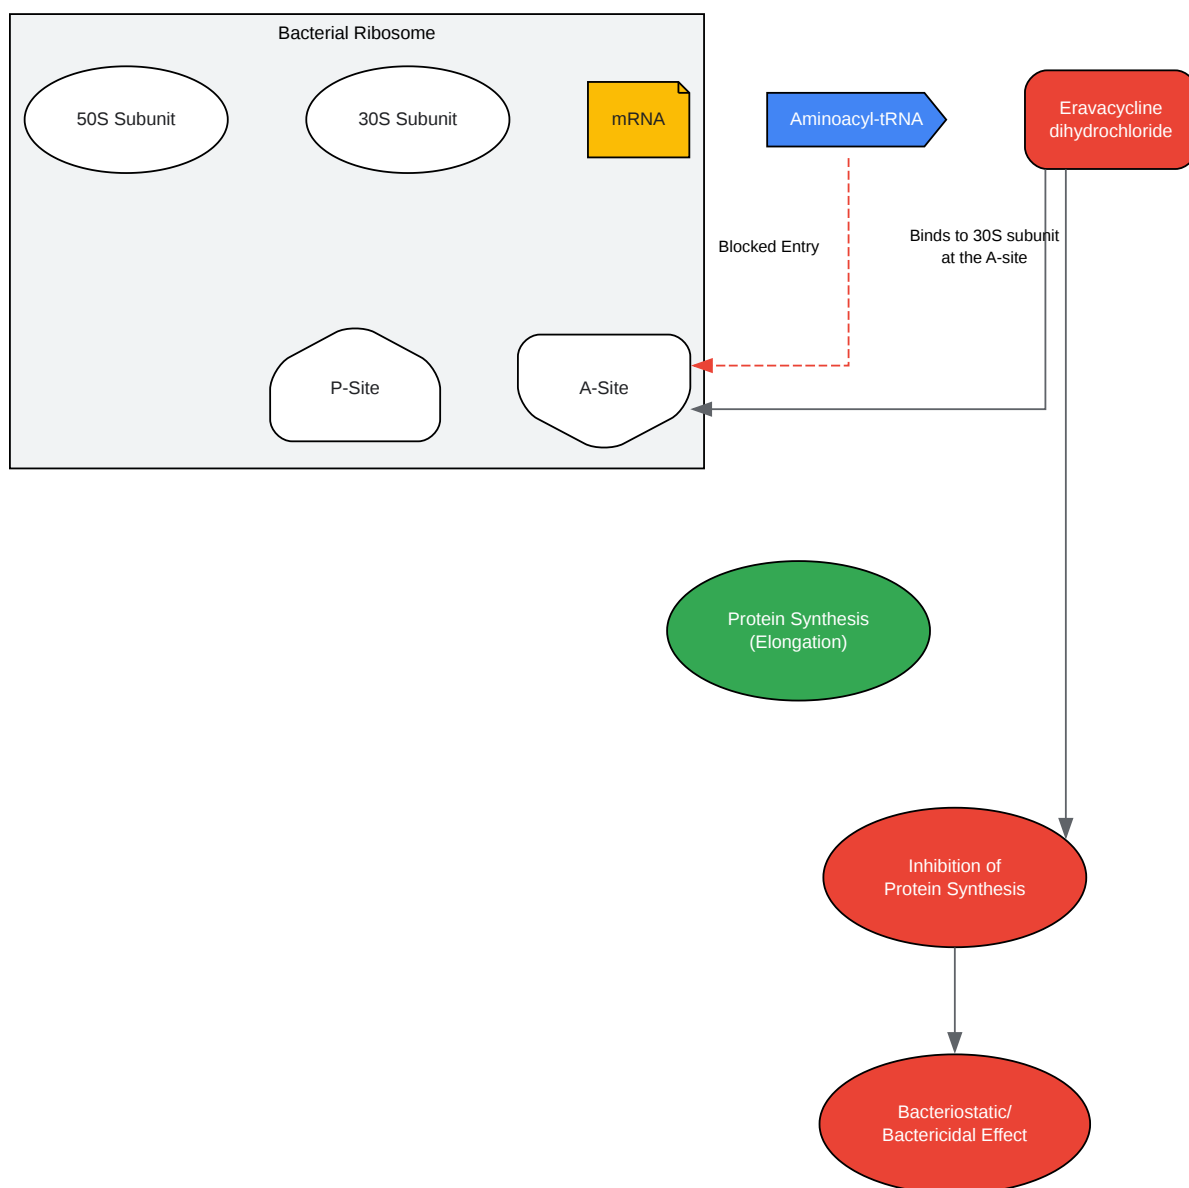 Bacterial Ribosome
50S Subunit
30S Subunit
mRNA
Aminoacyl-tRNA
Eravacycline
dihydrochloride
Blocked Entry
Binds to 30S subunit
at the A-site
P-Site
A-Site
Protein Synthesis
(Elongation)
Inhibition of
Protein Synthesis
Bacteriostatic/
Bactericidal Effect